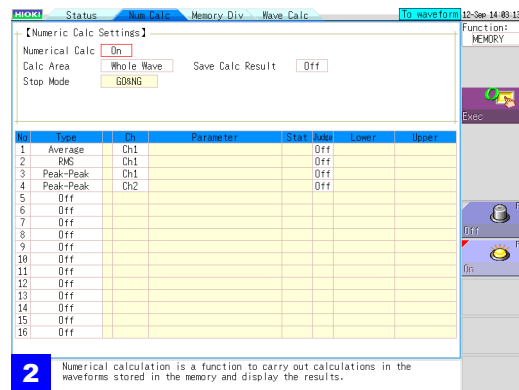 HIOKI Status Num Calc Memory Div Wave Calc To waveform 12-Sep 14:03:13
Function:
MEMORY
【Numeric Calc Settings】
Numerical Calc On
Calc Area Whole Wave Save Calc Result Off
Stop Mode GO&NG
Exec
No Type Ch Parameter Stat Judge Lower Upper
1 Average Ch1 Off
2 RMS Ch1 Off
3 Peak-Peak Ch1 Off
4 Peak-Peak Ch2 Off
5 Off
6 Off
7 Off
8 Off
9 Off
10 Off
11 Off
12 Off
13 Off
14 Off
15 Off
16 Off
Off
On
2
Numerical calculation is a function to carry out calculations in the
waveforms stored in the memory and display the results.